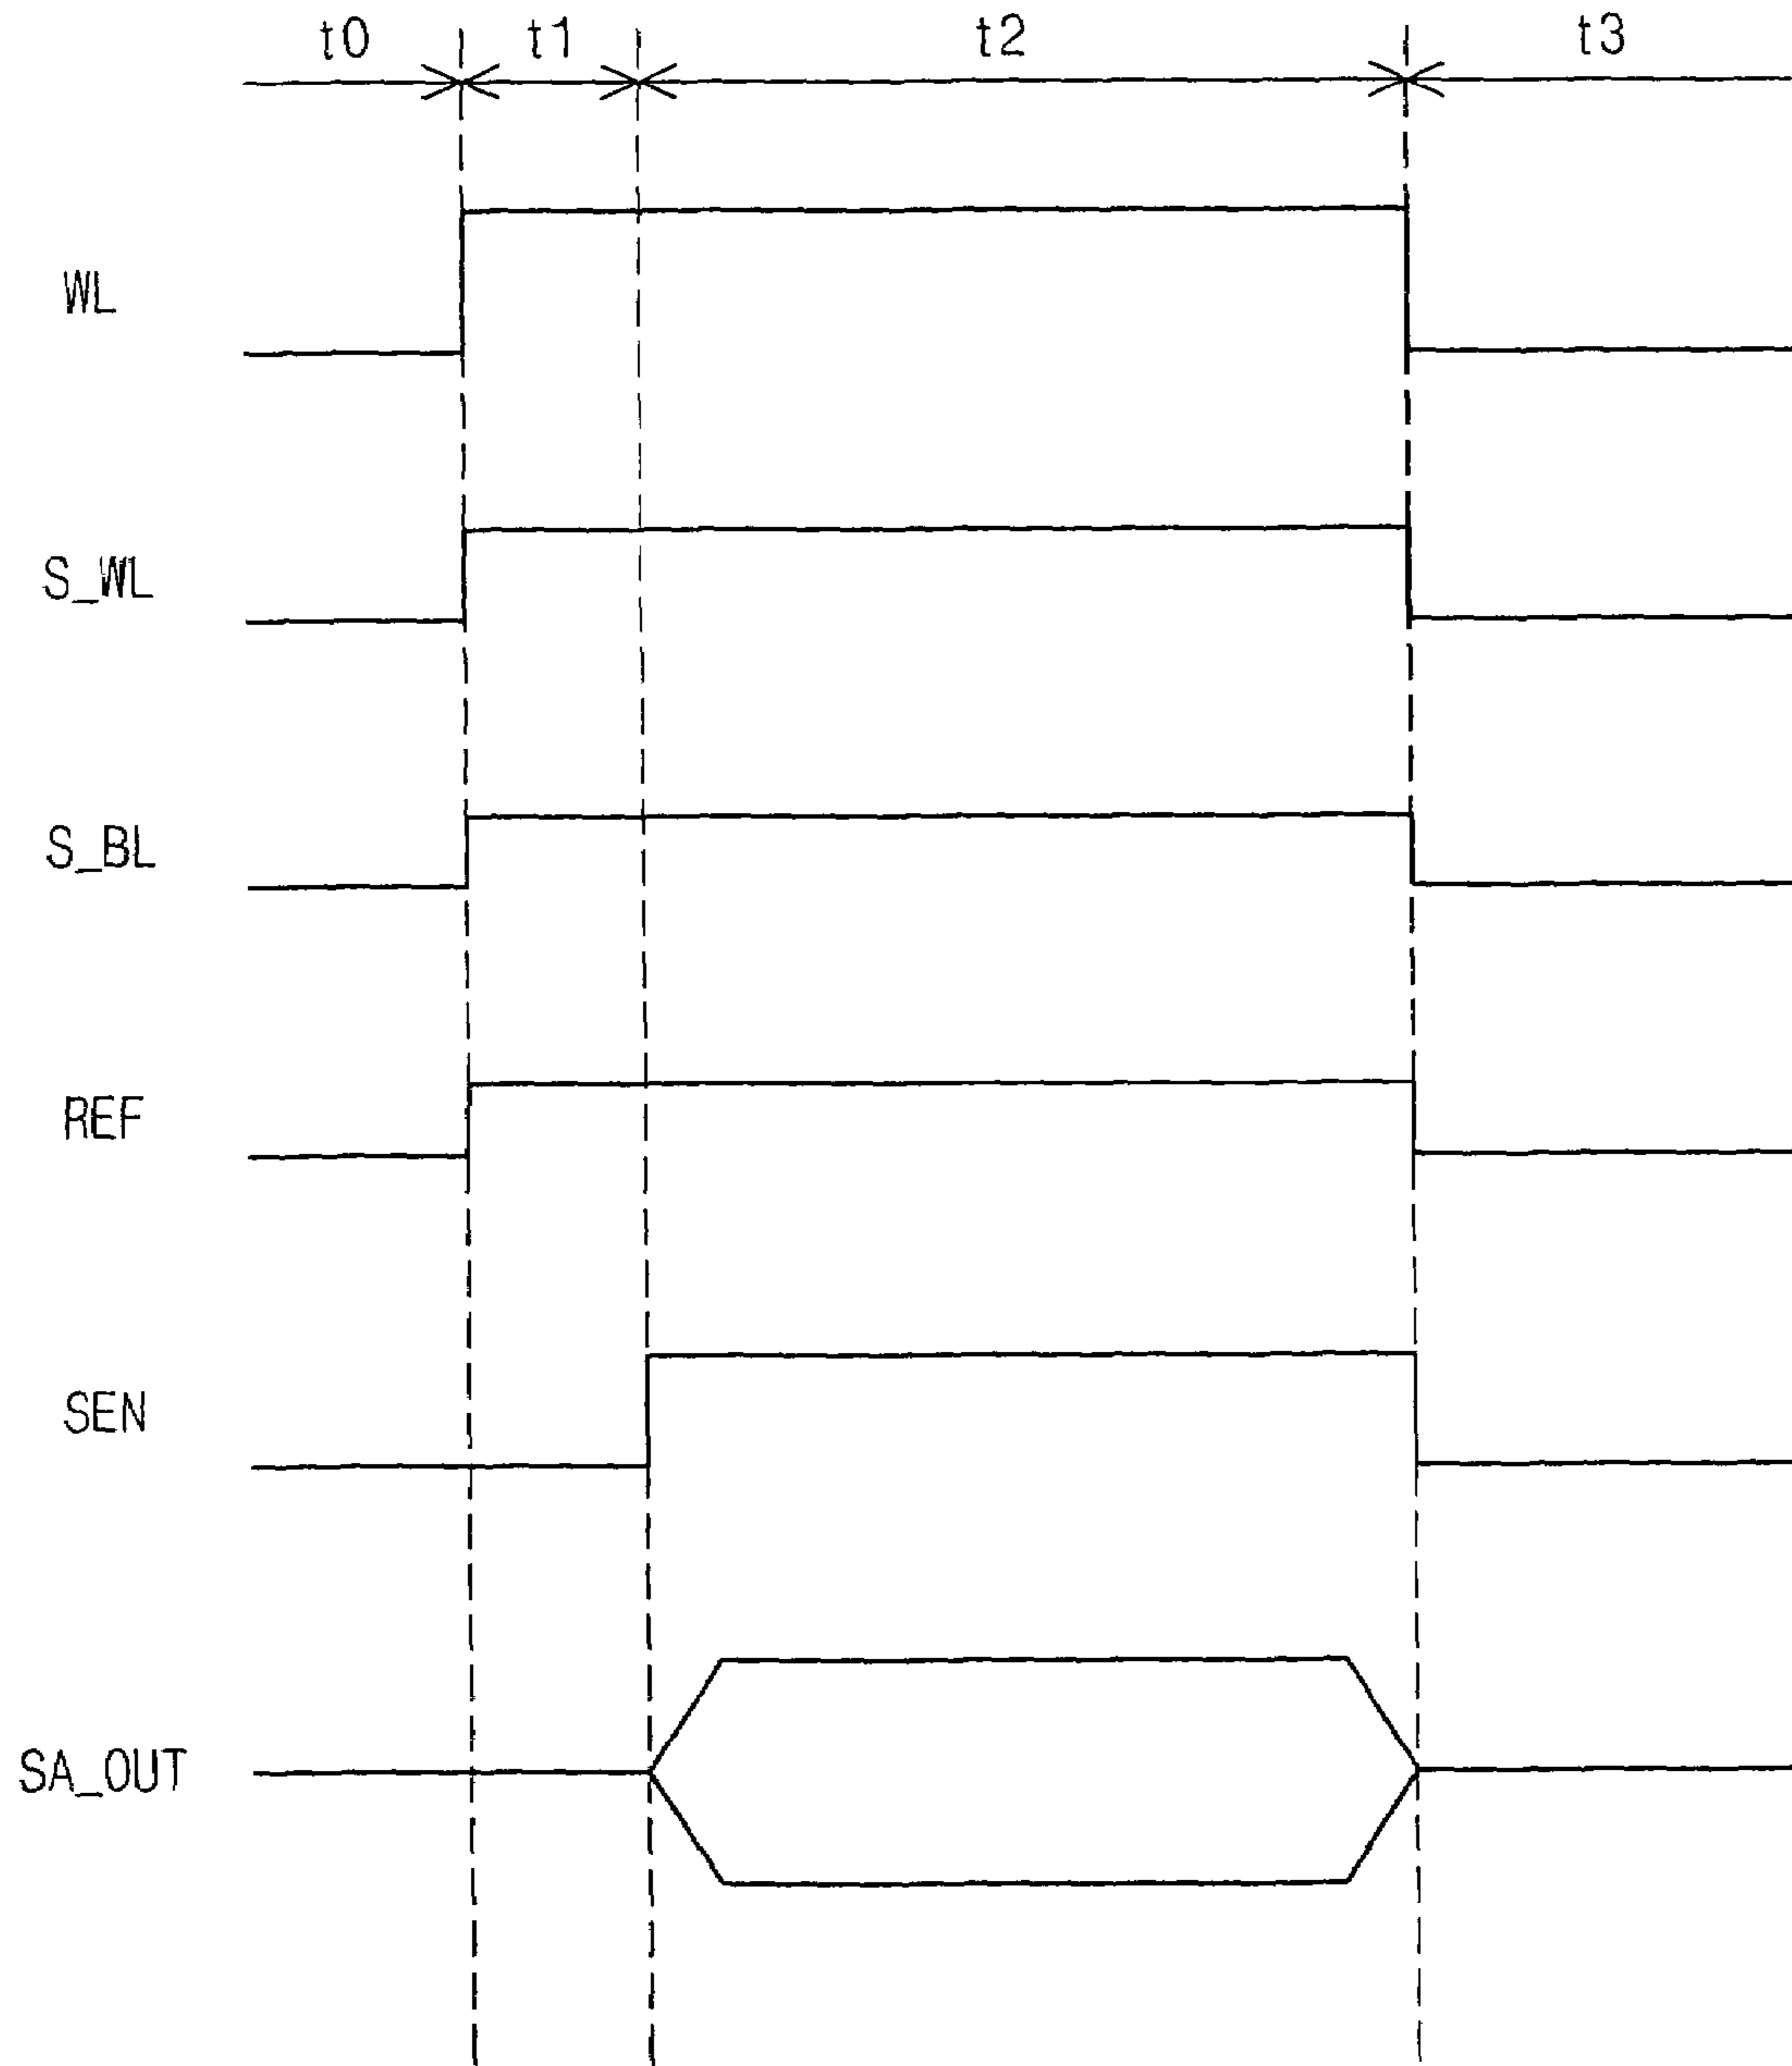 t0 t1 t2 t3
WL
S_WL
S_BL
REF
SEN
SA_OUT